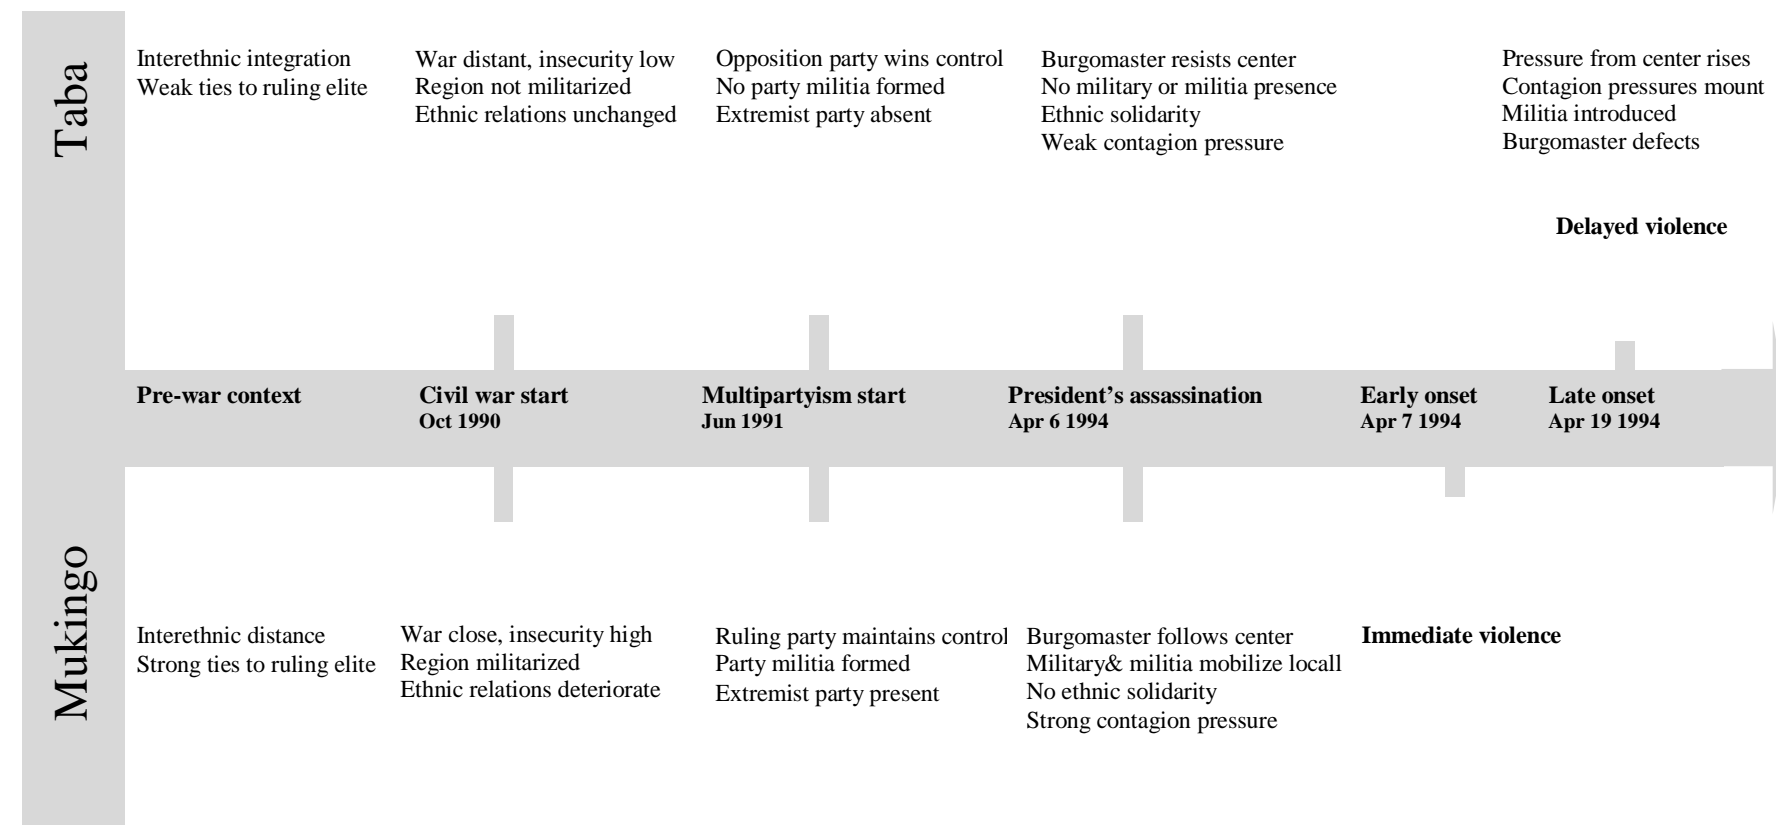 Taba
Interethnic integration
Weak ties to ruling elite
War distant, insecurity low
Region not militarized
Ethnic relations unchanged
Opposition party wins control
No party militia formed
Extremist party absent
Burgomaster resists center
No military or militia presence
Ethnic solidarity
Weak contagion pressure
Pressure from center rises
Contagion pressures mount
Militia introduced
Burgomaster defects
Delayed violence
Pre-war context
Civil war start
Oct 1990
Multipartyism start
Jun 1991
President's assassination
Apr 6 1994
Early onset
Apr 7 1994
Late onset
Apr 19 1994
Mukingo
Interethnic distance
Strong ties to ruling elite
War close, insecurity high
Region militarized
Ethnic relations deteriorate
Ruling party maintains control
Party militia formed
Extremist party present
Burgomaster follows center
Military& militia mobilize locall
No ethnic solidarity
Strong contagion pressure
Immediate violence